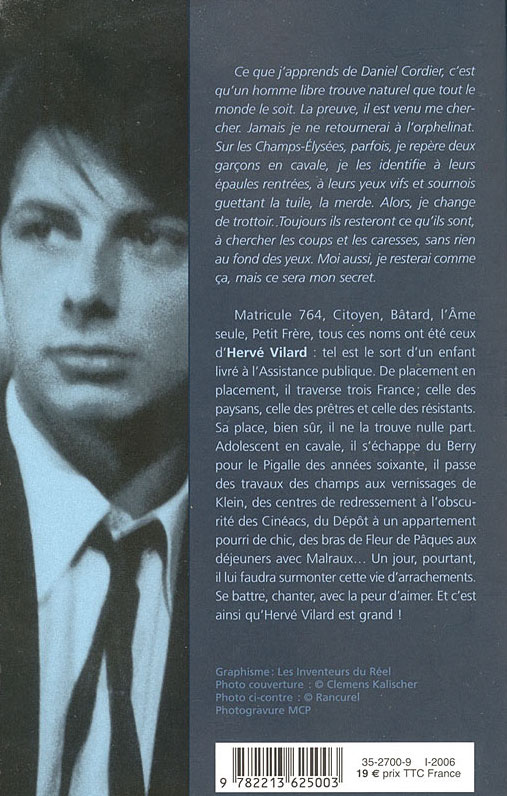 Ce que j'apprends de Daniel Cordier, c'est
qu'un homme libre trouve naturel que tout le
monde le soit. La preuve, il est venu me cher-
cher. Jamais je ne retournerai à l'orphelinat.
Sur les Champs-Élysées, parfois, je repère deux
garçons en cavale, je les identifie à leurs
épaules rentrées, à leurs yeux vifs et sournois
guettant la tuile, la merde. Alors, je change
de trottoir. Toujours ils resteront ce qu'ils sont,
à chercher les coups et les caresses, sans rien
au fond des yeux. Moi aussi, je resterai comme
ça, mais ce sera mon secret.
Matricule 764, Citoyen, Bâtard, l'Âme
seule, Petit Frère, tous ces noms ont été ceux
d'Hervé Vilard : tel est le sort d'un enfant
livré à l'Assistance publique. De placement en
placement, il traverse trois France ; celle des
paysans, celle des prêtres et celle des résistants.
Sa place, bien sûr, il ne la trouve nulle part.
Adolescent en cavale, il s'échappe du Berry
pour le Pigalle des années soixante, il passe
des travaux des champs aux vernissages de
Klein, des centres de redressement à l'obscu-
rité des Cinéacs, du Dépôt à un appartement
pourri de chic, des bras de Fleur de Pâques aux
déjeuners avec Malraux... Un jour, pourtant,
il lui faudra surmonter cette vie d'arrachements.
Se battre, chanter, avec la peur d'aimer. Et c'est
ainsi qu'Hervé Vilard est grand !
Graphisme : Les Inventeurs du Réel
Photo couverture : © Clemens Kalischer
Photo ci-contre : © Rancurel
Photogravure MCP
35-2700-9 I-2006
19 € prix TTC France
9 782213 625003